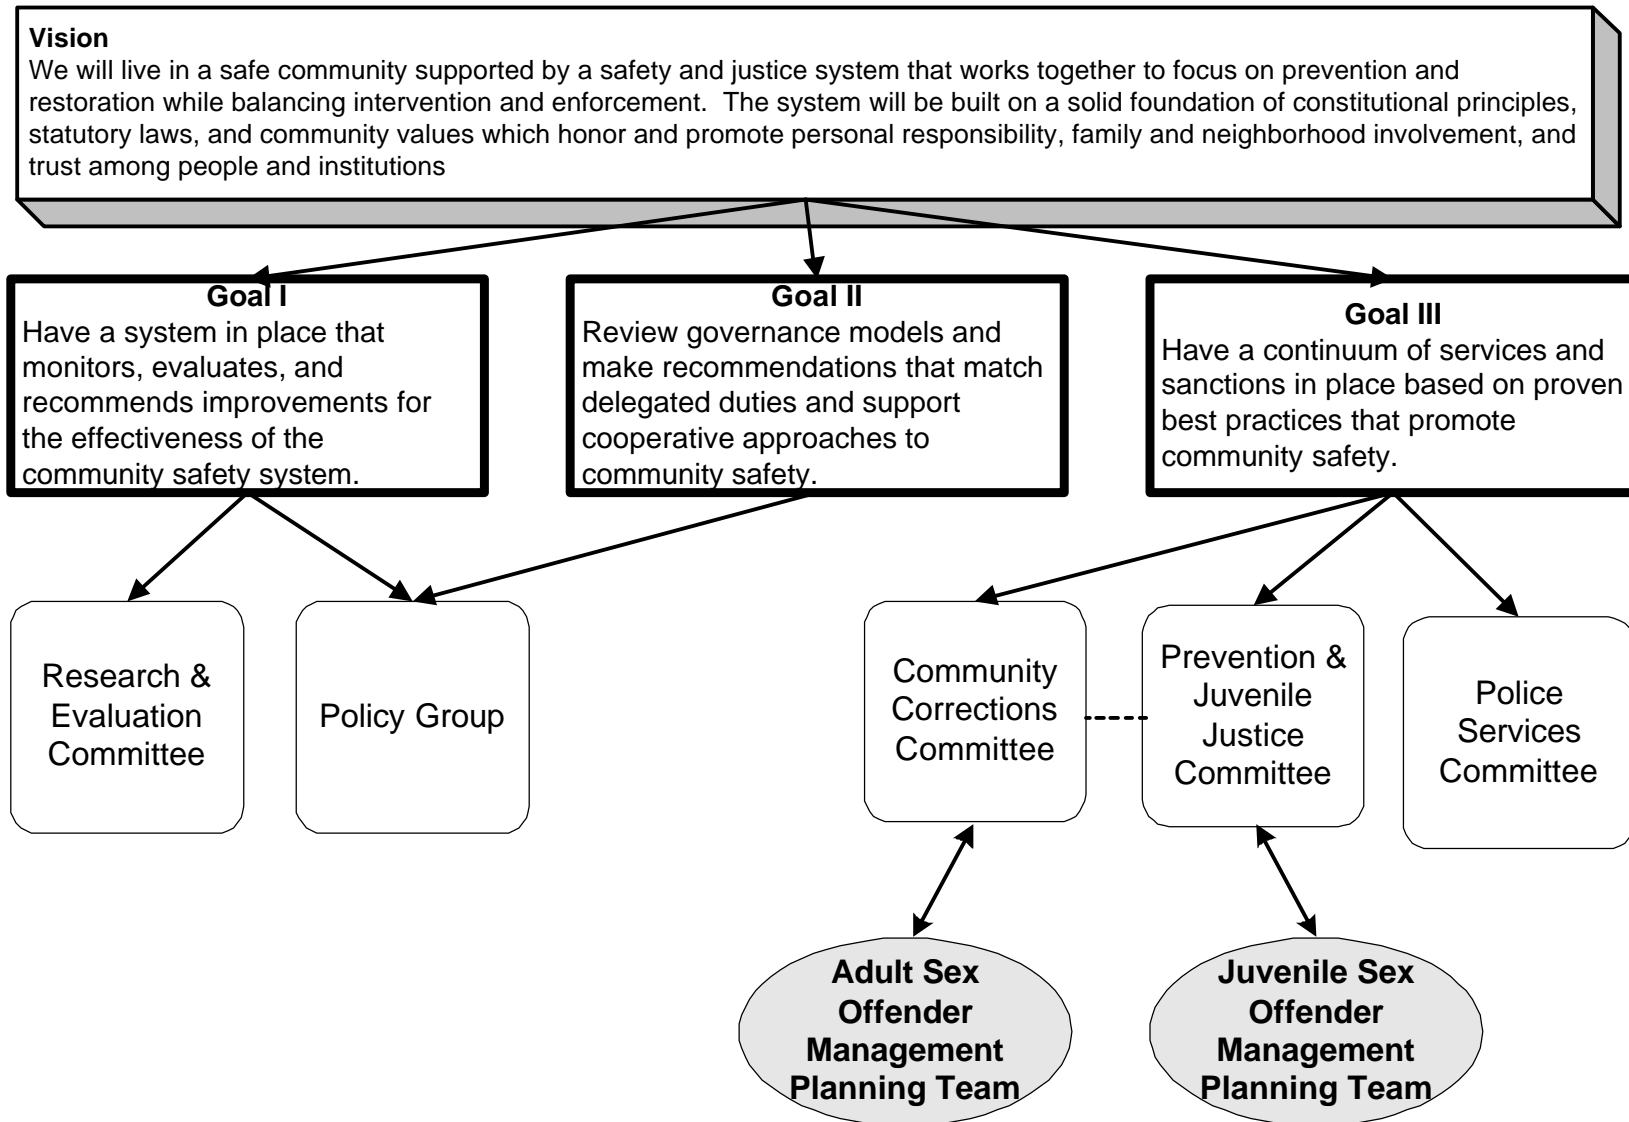 Vision
We will live in a safe community supported by a safety and justice system that works together to focus on prevention and
restoration while balancing intervention and enforcement.  The system will be built on a solid foundation of constitutional principles,
statutory laws, and community values which honor and promote personal responsibility, family and neighborhood involvement, and
trust among people and institutions
Goal I
Have a system in place that
monitors, evaluates, and
recommends improvements for
the effectiveness of the
community safety system.
Goal II
Review governance models and
make recommendations that match
delegated duties and support
cooperative approaches to
community safety.
Goal III
Have a continuum of services and
sanctions in place based on proven
best practices that promote
community safety.
Research &
Evaluation
Committee
Policy Group
Community
Corrections
Committee
Prevention &
Juvenile
Justice
Committee
Police
Services
Committee
Adult Sex
Offender
Management
Planning Team
Juvenile Sex
Offender
Management
Planning Team